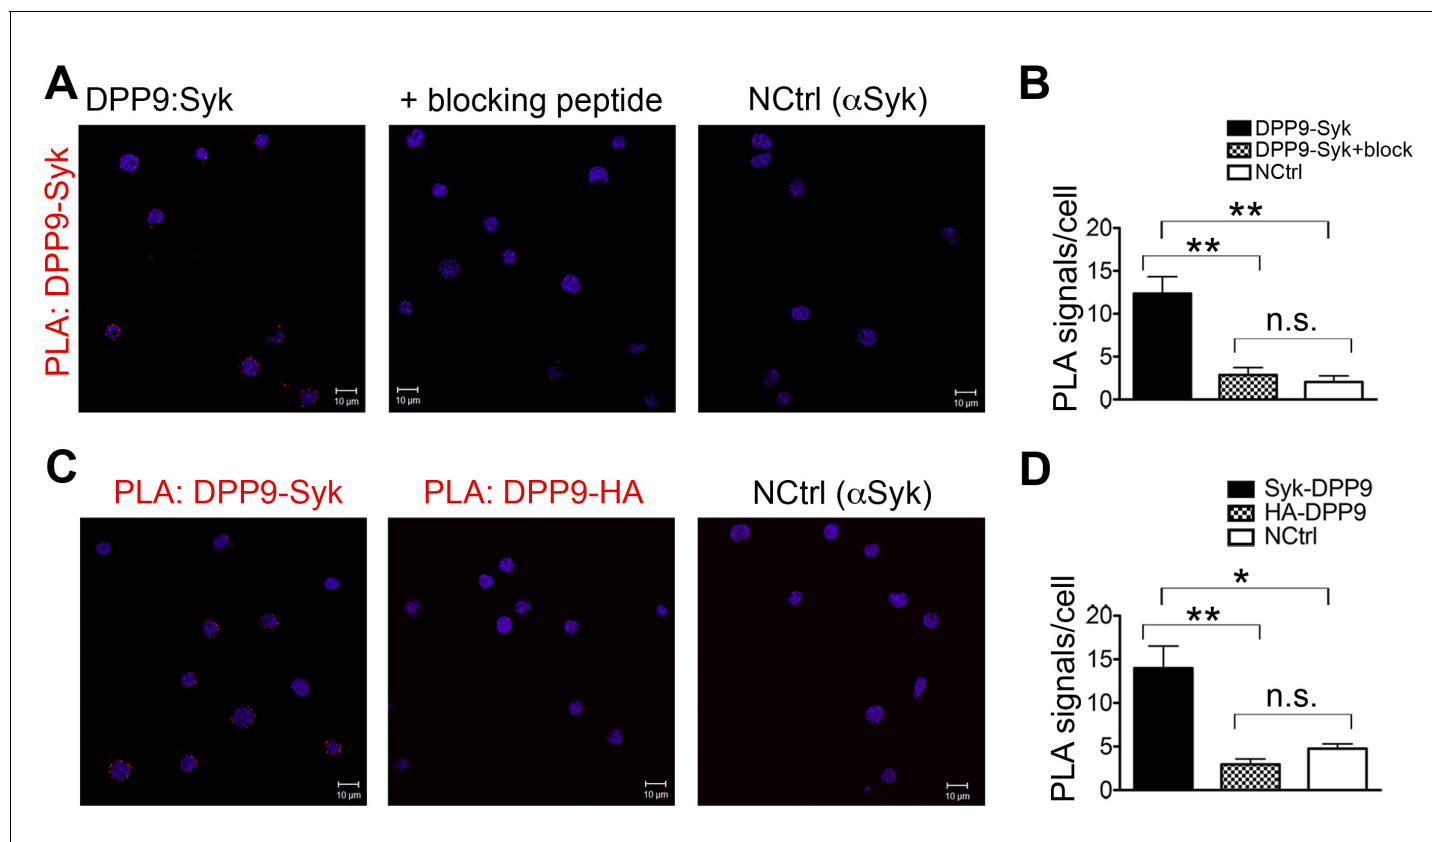 A
DPP9:Syk
+ blocking peptide
NCtrl (αSyk)
PLA: DPP9-Syk
10 µm
10 µm
10 µm
B
DPP9-Syk
DPP9-Syk+block
NCtrl
PLA signals/cell
20
15
10
5
0
**
**
n.s.
C
PLA: DPP9-Syk
PLA: DPP9-HA
NCtrl (αSyk)
10 µm
10 µm
10 µm
D
Syk-DPP9
HA-DPP9
NCtrl
PLA signals/cell
20
15
10
5
0
*
**
n.s.